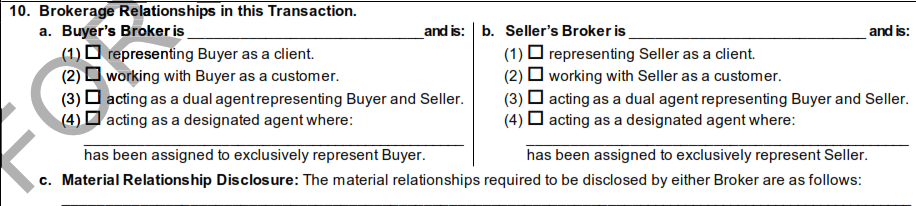 10. Brokerage Relationships in this Transaction.
a. Buyer's Broker is ______________________________ and is:
(1) ☐ representing Buyer as a client.
(2) ☐ working with Buyer as a customer.
(3) ☐ acting as a dual agent representing Buyer and Seller.
(4) ☐ acting as a designated agent where:
______________________________
has been assigned to exclusively represent Buyer.
b. Seller's Broker is ______________________________ and is:
(1) ☐ representing Seller as a client.
(2) ☐ working with Seller as a customer.
(3) ☐ acting as a dual agent representing Buyer and Seller.
(4) ☐ acting as a designated agent where:
______________________________
has been assigned to exclusively represent Seller.
c. Material Relationship Disclosure: The material relationships required to be disclosed by either Broker are as follows:
______________________________
FOR